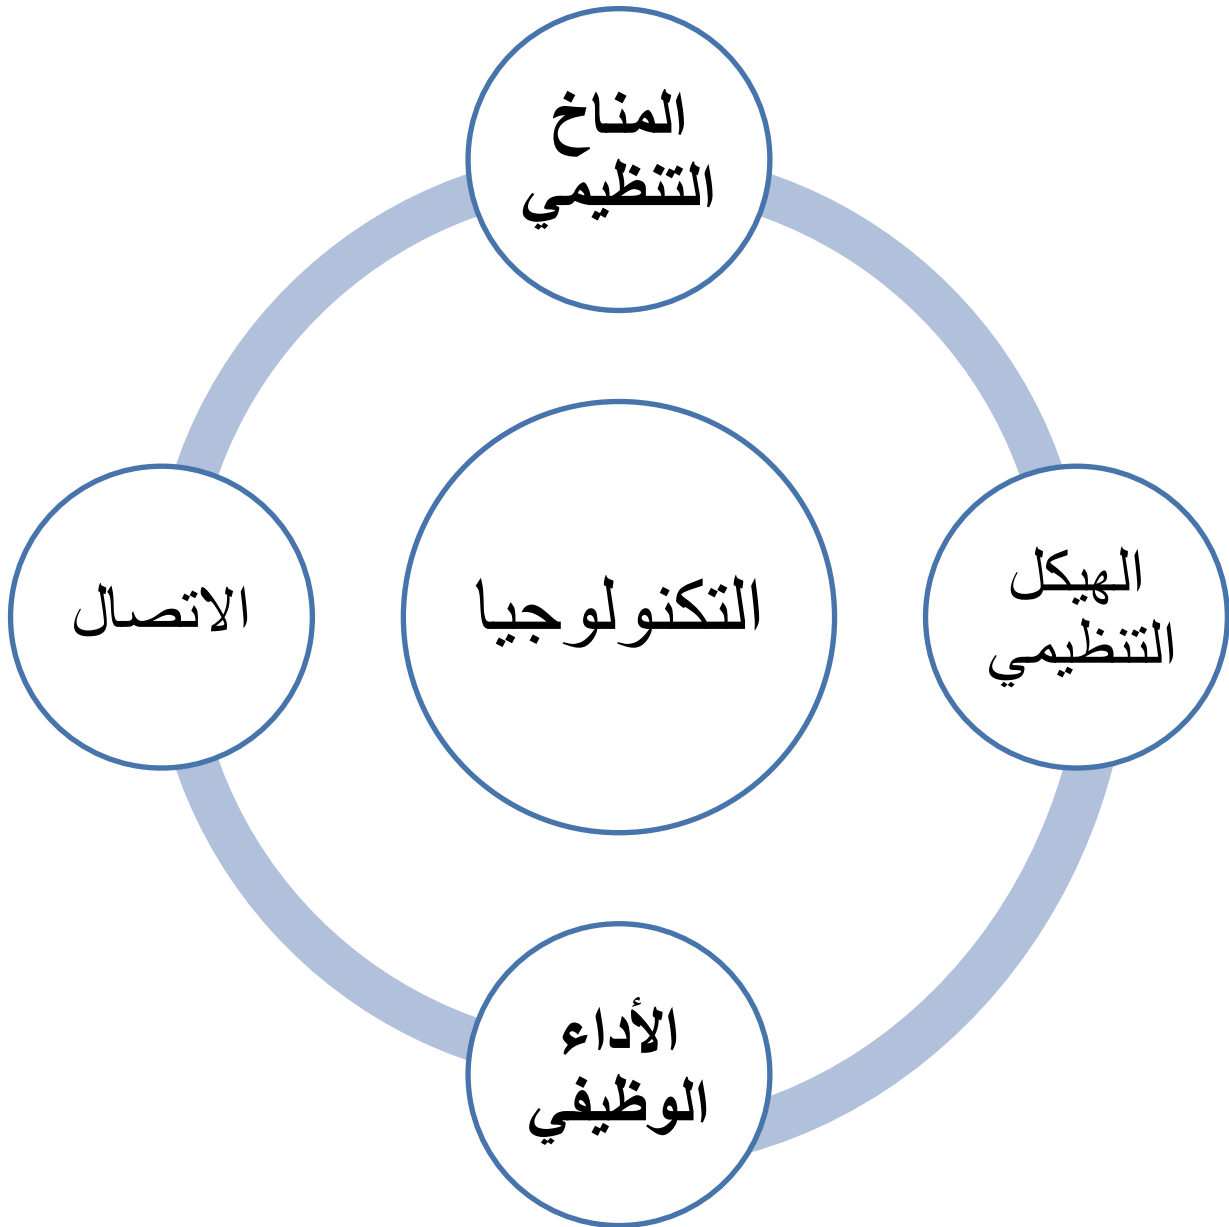 المناخ
التنظيمي
الهيكل
التنظيمي
التكنولوجيا
الاتصال
الأداء
الوظيفي